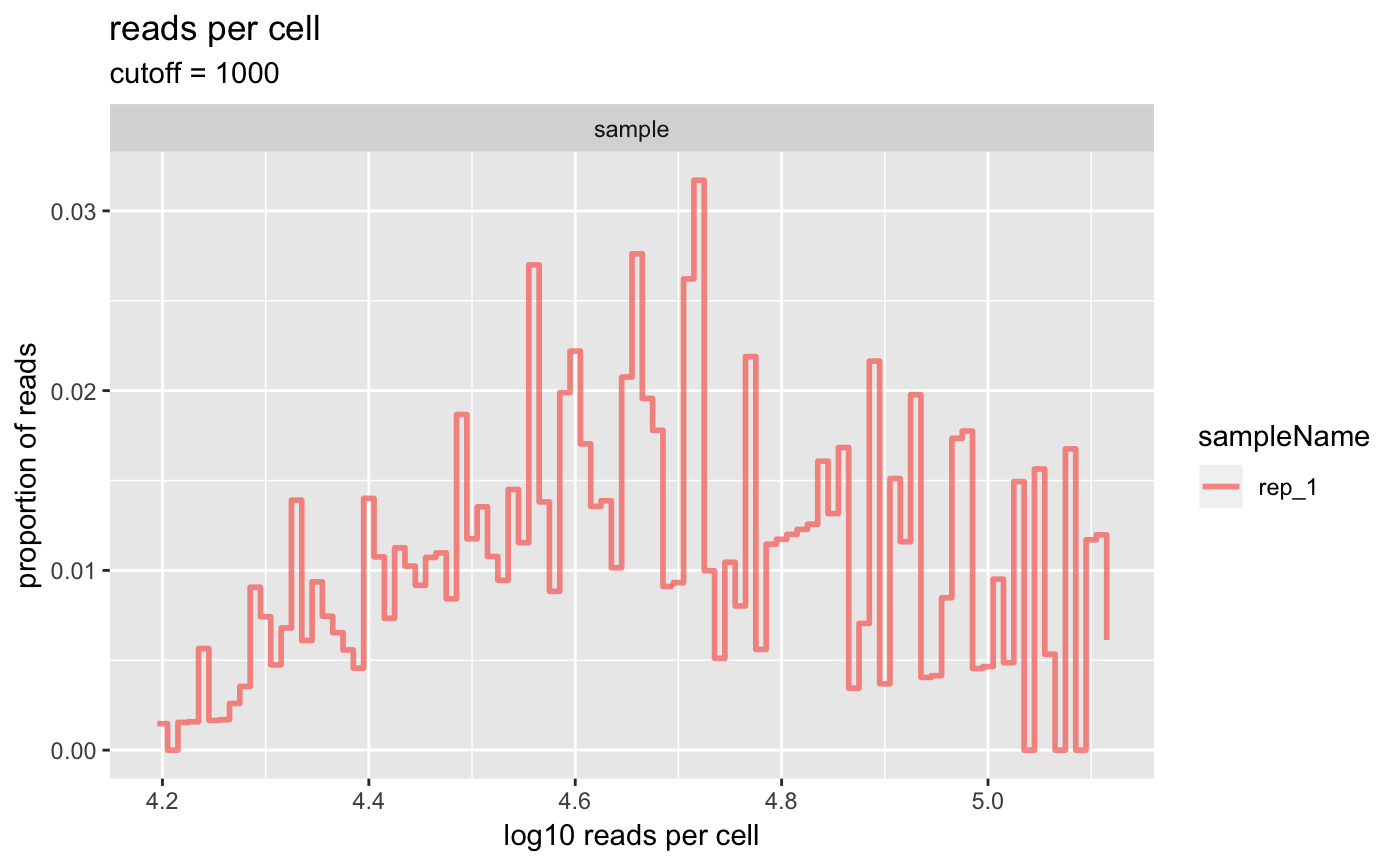 reads per cell
cutoff = 1000
sample
0.03
0.02
0.01
0.00
proportion of reads
4.2 4.4 4.6 4.8 5.0
log10 reads per cell
sampleName
rep_1